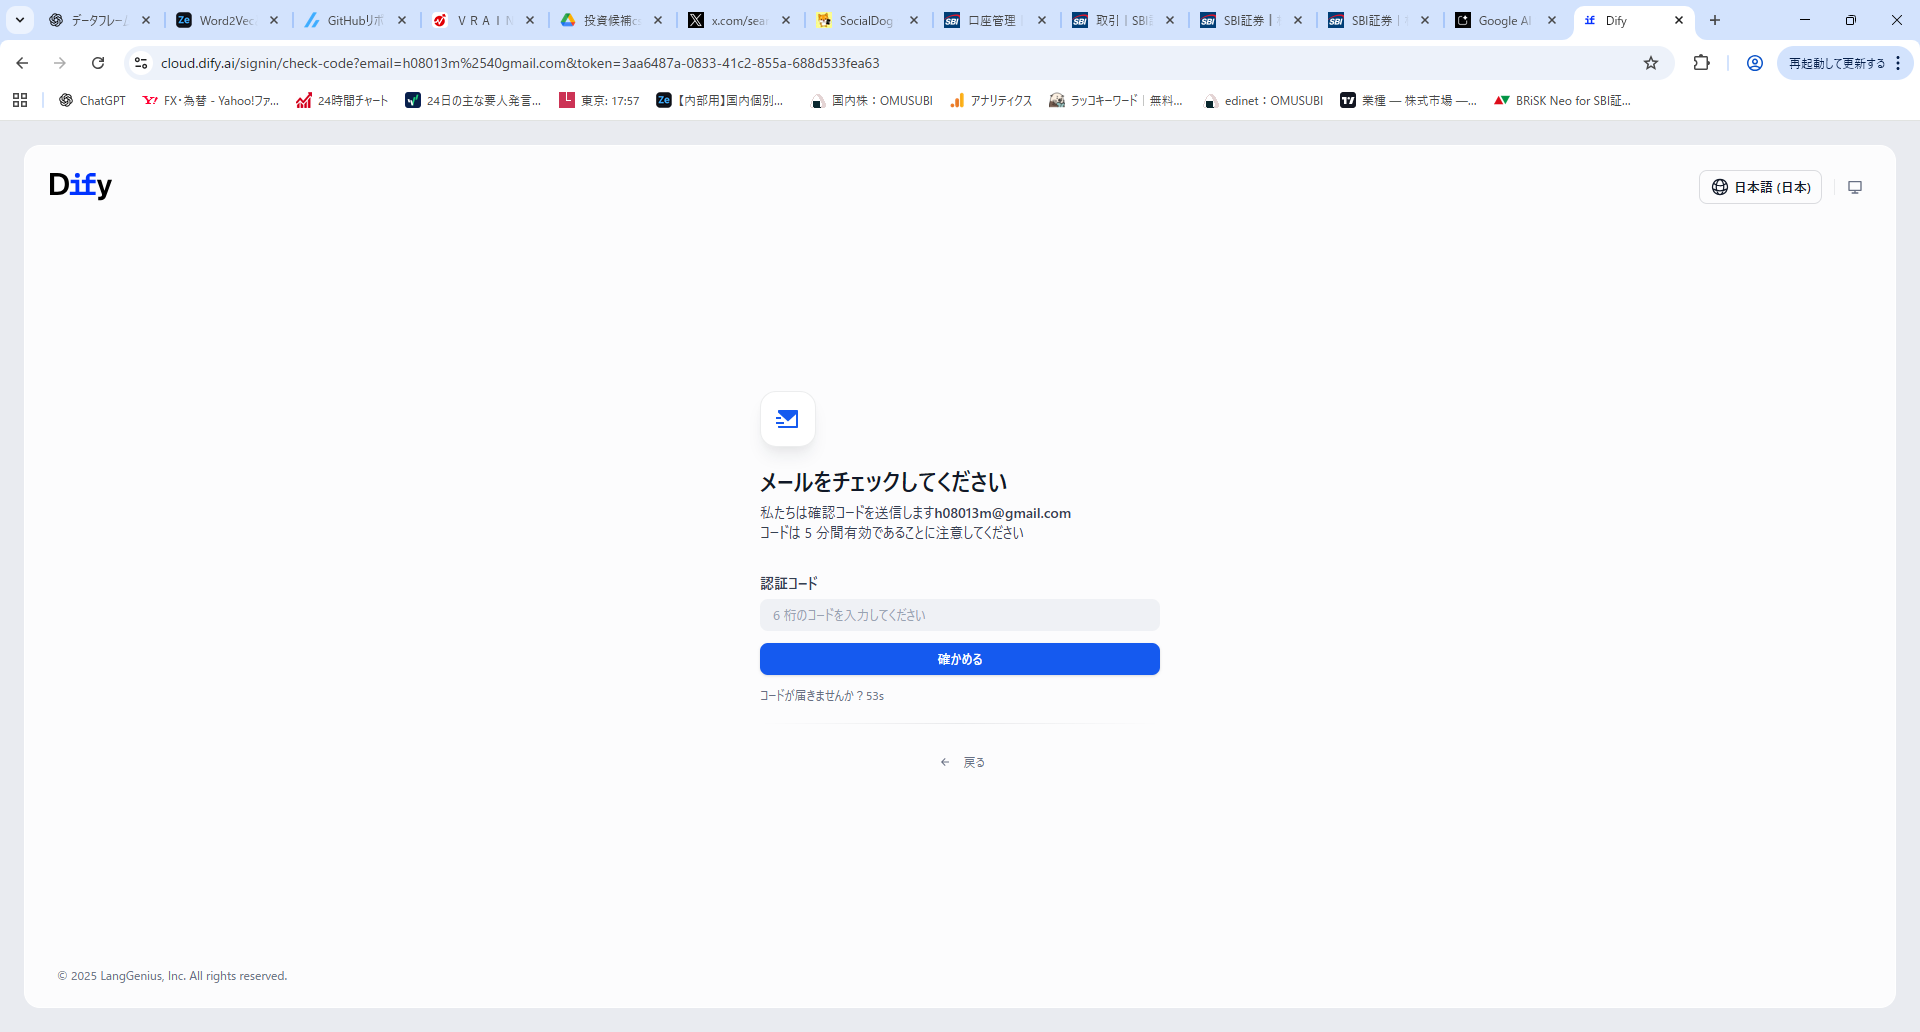 データフレーム
Word2Vec
GitHubリポ
ＶＲＡＩＮ
投資候補cs
x.com/sear
SocialDog
口座管理
取引｜SBI証
SBI証券｜株
SBI証券｜株
Google AI
Dify
cloud.dify.ai/signin/check-code?email=h08013m%2540gmail.com&token=3aa6487a-0833-41c2-855a-688d533fea63
再起動して更新する
ChatGPT
FX・為替 - Yahoo!ファ...
24時間チャート
24日の主な要人発言...
東京: 17:57
【内部用】国内個別...
国内株：OMUSUBI
アナリティクス
ラッコキーワード｜無料...
edinet：OMUSUBI
業種 — 株式市場 —...
BRiSK Neo for SBI証...
Dify
日本語 (日本)
メールをチェックしてください
私たちは確認コードを送信しますh08013m@gmail.com
コードは 5 分間有効であることに注意してください
認証コード
6 桁のコードを入力してください
確かめる
コードが届きませんか？53s
戻る
© 2025 LangGenius, Inc. All rights reserved.